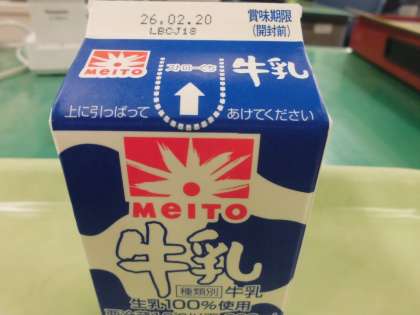 26.02.20
LBCJ18
賞味期限
(開封前)
MEITO
ストローぐち
牛乳
上に引っぱって
あけてください
MEITO
牛乳
種類別 牛乳
生乳100%使用